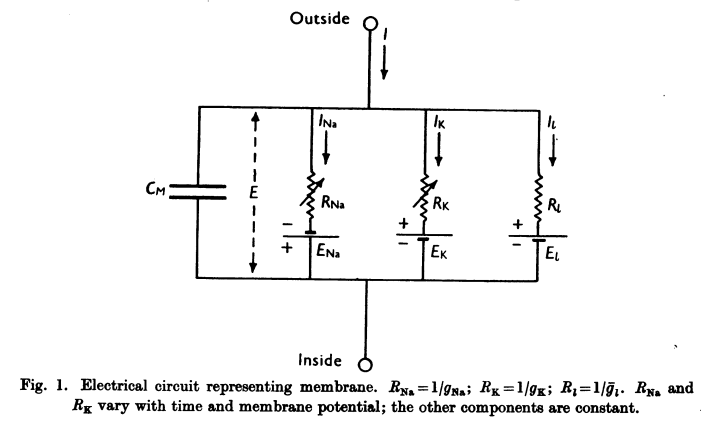 Outside
I
I_Na I_K I_l
C_M E R_Na R_K R_l
− + +
+ E_Na − E_K − E_l
Inside
Fig. 1. Electrical circuit representing membrane. R_Na = 1/g_Na; R_K = 1/g_K; R_l = 1/ḡ_l. R_Na and
R_K vary with time and membrane potential; the other components are constant.